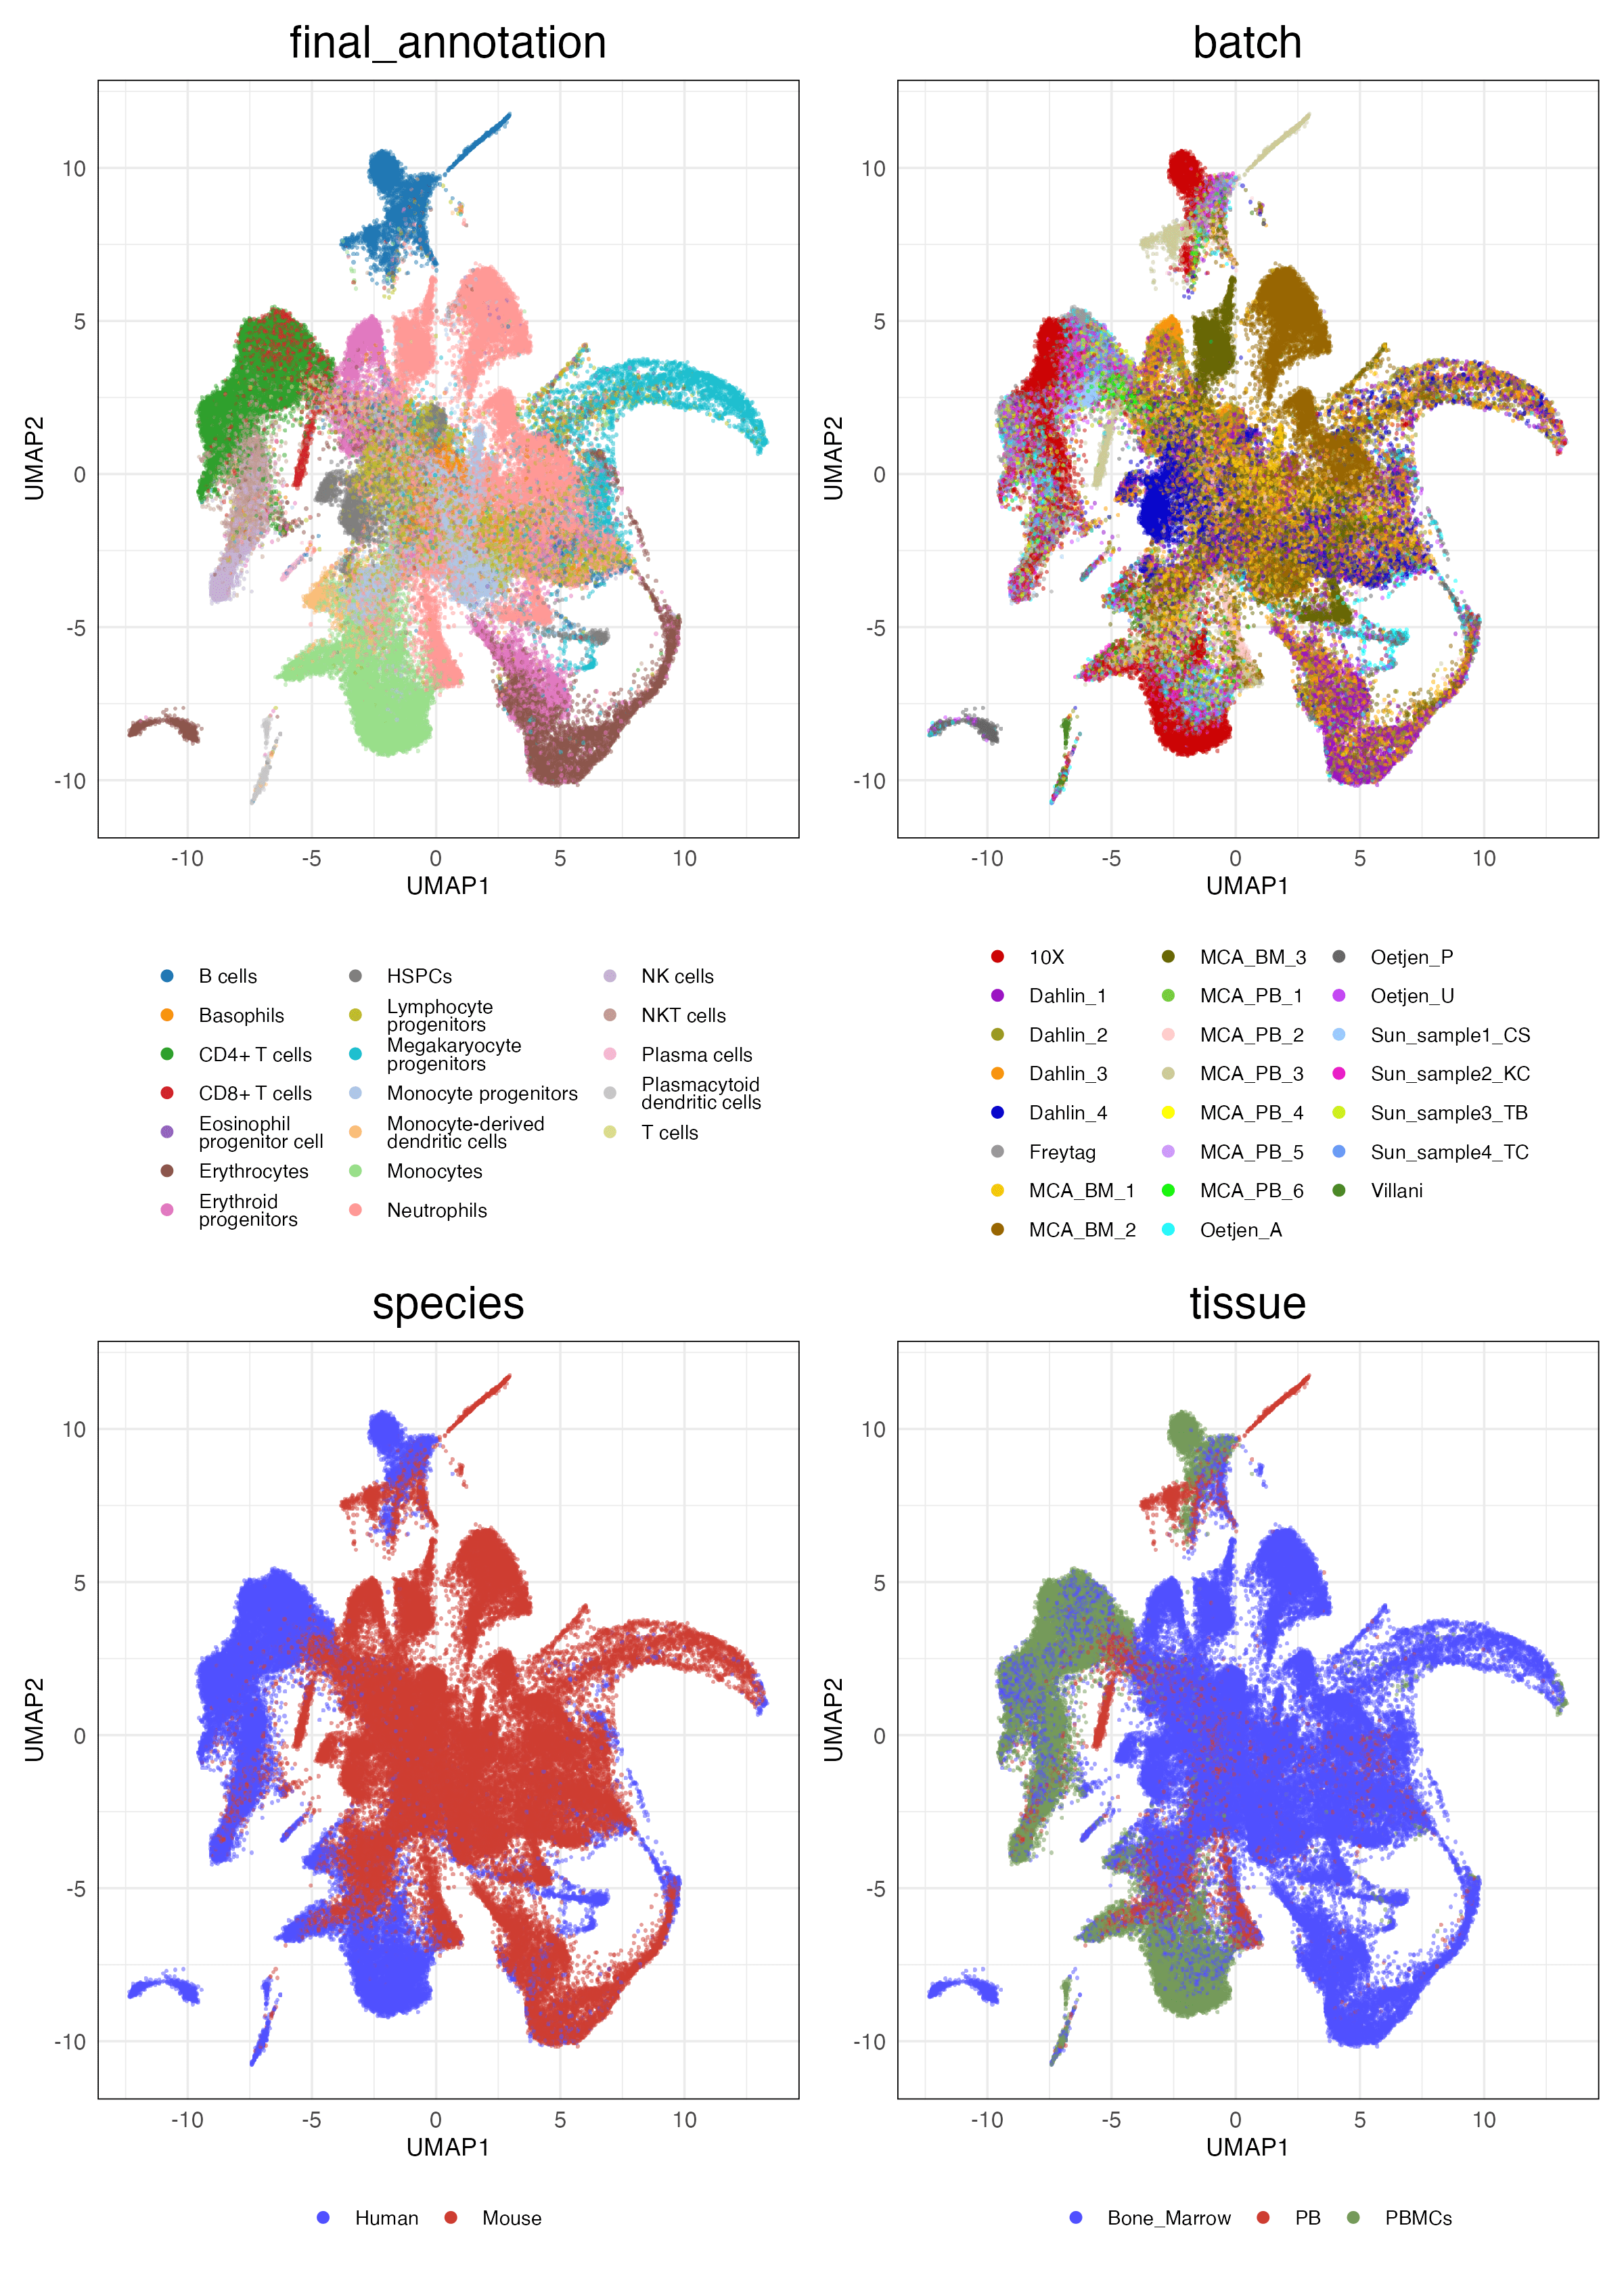 final_annotation
batch
10
5
0
-5
-10
UMAP2
-10 -5 0 5 10
UMAP1
10
5
0
-5
-10
UMAP2
-10 -5 0 5 10
UMAP1
B cells
Basophils
CD4+ T cells
CD8+ T cells
Eosinophil
progenitor cell
Erythrocytes
Erythroid
progenitors
HSPCs
Lymphocyte
progenitors
Megakaryocyte
progenitors
Monocyte progenitors
Monocyte-derived
dendritic cells
Monocytes
Neutrophils
NK cells
NKT cells
Plasma cells
Plasmacytoid
dendritic cells
T cells
10X
Dahlin_1
Dahlin_2
Dahlin_3
Dahlin_4
Freytag
MCA_BM_1
MCA_BM_2
MCA_BM_3
MCA_PB_1
MCA_PB_2
MCA_PB_3
MCA_PB_4
MCA_PB_5
MCA_PB_6
Oetjen_A
Oetjen_P
Oetjen_U
Sun_sample1_CS
Sun_sample2_KC
Sun_sample3_TB
Sun_sample4_TC
Villani
species
tissue
10
5
0
-5
-10
UMAP2
-10 -5 0 5 10
UMAP1
10
5
0
-5
-10
UMAP2
-10 -5 0 5 10
UMAP1
Human Mouse
Bone_Marrow PB PBMCs